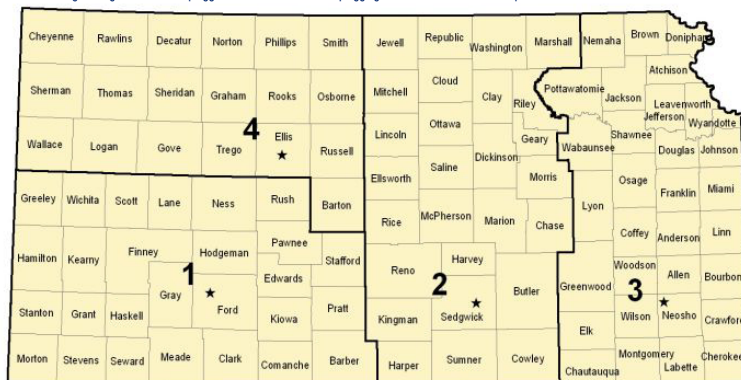 Cheyenne Rawlins Decatur Norton Phillips Smith Jewell Republic Washington Marshall Nemaha Brown Doniphan
Atchison
Sherman Thomas Sheridan Graham Rooks Osborne Mitchell Cloud Clay Riley Pottawatomie Jackson Leavenworth
Jefferson Wyandotte
4
Wallace Logan Gove Trego Ellis Russell Lincoln Ottawa Geary Wabaunsee Shawnee Douglas Johnson
Saline Dickinson
Ellsworth Morris Osage Franklin Miami
Greeley Wichita Scott Lane Ness Rush Barton Rice McPherson Marion Chase Lyon
Pawnee Coffey Anderson Linn
Hamilton Kearny Finney Hodgeman Stafford Reno Harvey
1 Edwards 2 Woodson Allen Bourbon
Gray Ford Butler Greenwood 3
Stanton Grant Haskell Kiowa Pratt Kingman Sedgwick Elk Wilson Neosho Crawford
Morton Stevens Seward Meade Clark Comanche Barber Harper Sumner Cowley Chautauqua Montgomery Labette Cherokee